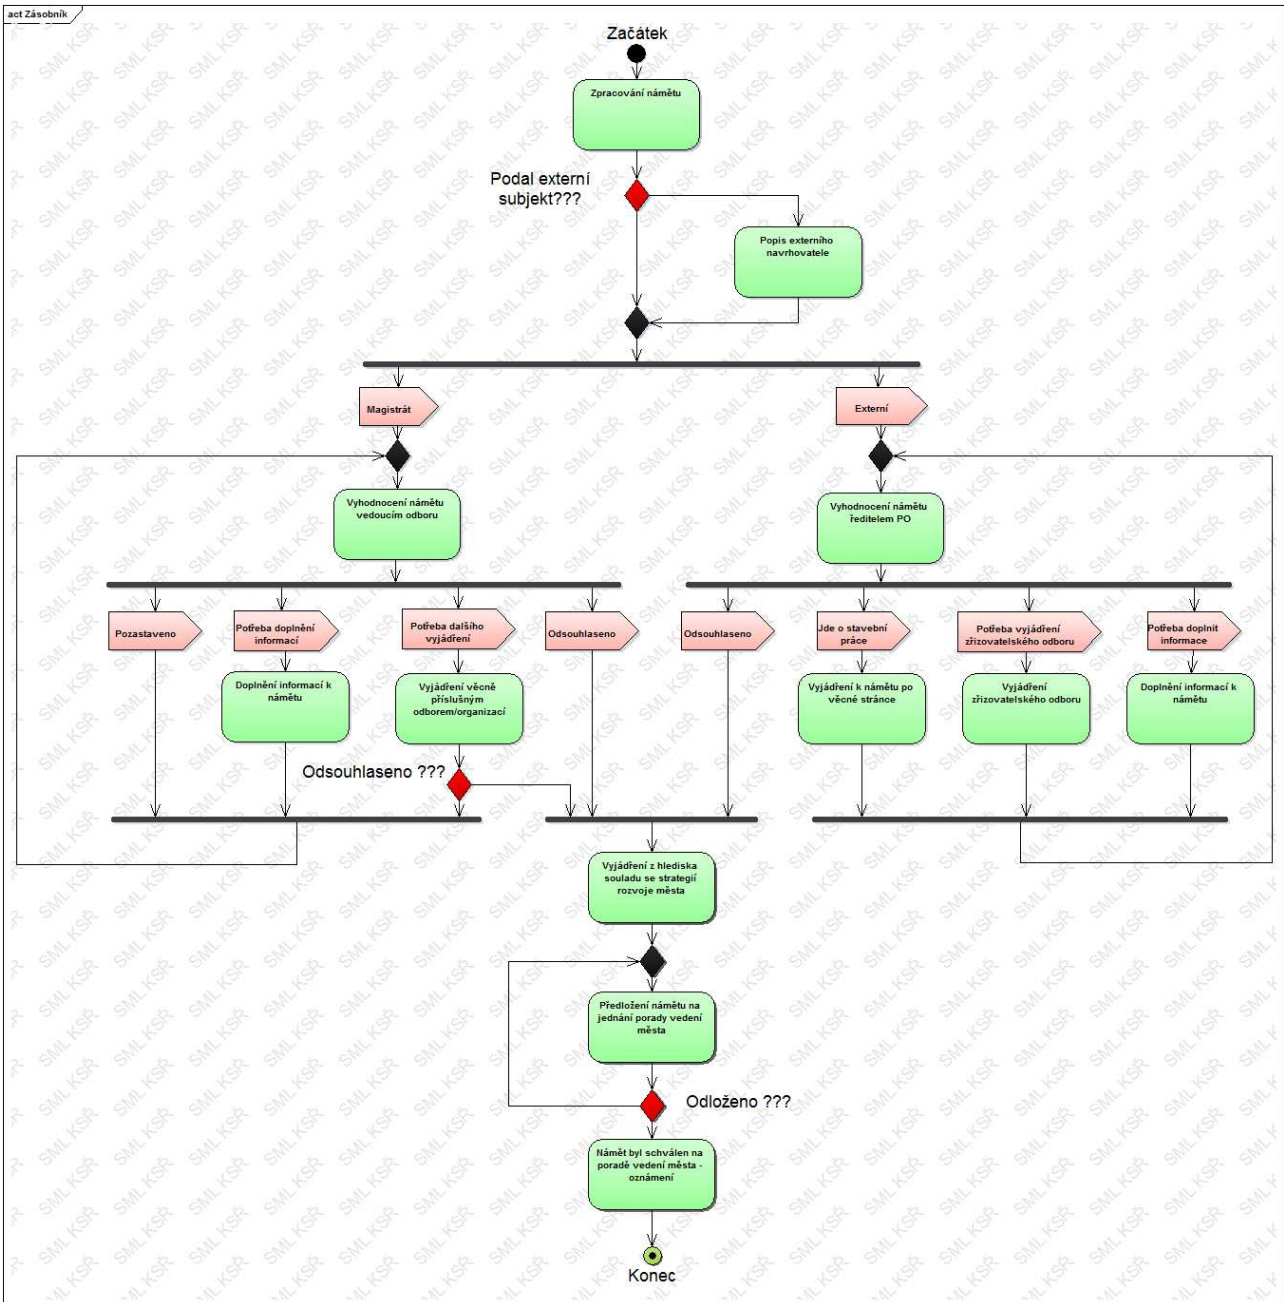 act Zásobník
Začátek
Zpracování námětu
Podal externí
subjekt???
Popis externího
navrhovatele
Magistrát
Externí
Vyhodnocení námětu
vedoucím odboru
Vyhodnocení námětu
ředitelem PO
Pozastaveno
Potřeba doplnění
informací
Potřeba dalšího
vyjádření
Odsouhlaseno
Odsouhlaseno
Jde o stavební
práce
Potřeba vyjádření
zřizovatelského odboru
Potřeba doplnit
informace
Doplnění informací k
námětu
Vyjádření věcně
příslušným
odborem/organizací
Vyjádření k námětu po
věcné stránce
Vyjádření
zřizovatelského odboru
Doplnění informací k
námětu
Odsouhlaseno ???
Vyjádření z hlediska
souladu se strategií
rozvoje města
Předložení námětu na
jednání porady vedení
města
Odloženo ???
Námět byl schválen na
poradě vedení města -
oznámení
Konec
SML KSŘ